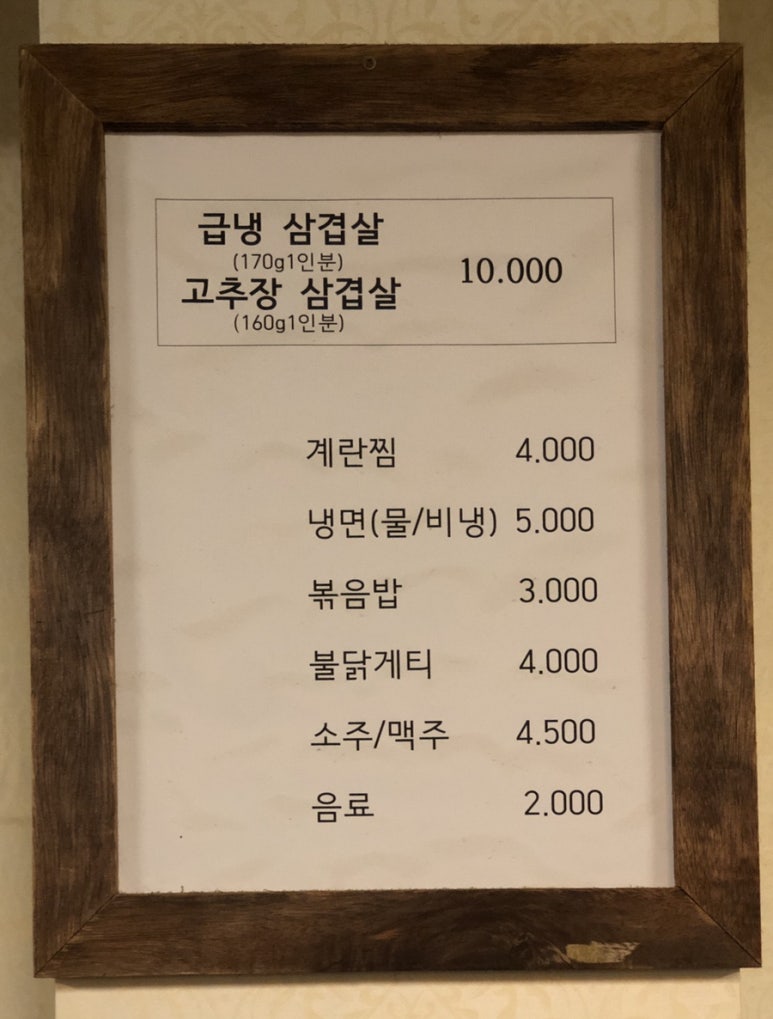 급냉 삼겹살
(170g1인분)
10.000
고추장 삼겹살
(160g1인분)
계란찜 4.000
냉면(물/비냉) 5.000
볶음밥 3.000
불닭게티 4.000
소주/맥주 4.500
음료 2.000